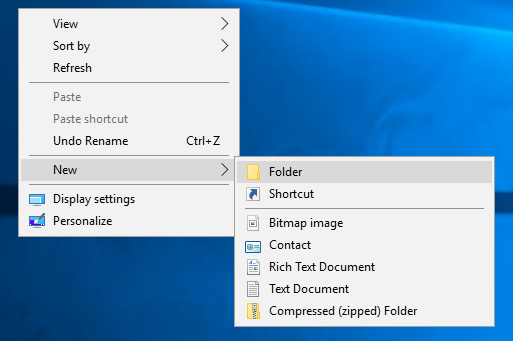 View
Sort by
Refresh
Paste
Paste shortcut
Undo Rename Ctrl+Z
New
Display settings
Personalize
Folder
Shortcut
Bitmap image
Contact
Rich Text Document
Text Document
Compressed (zipped) Folder